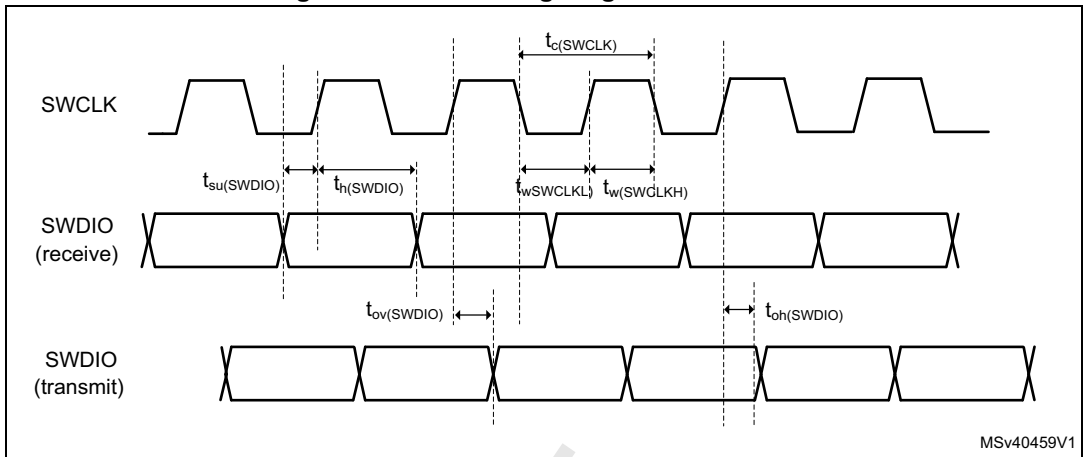 tc(SWCLK)
SWCLK
tsu(SWDIO)
th(SWDIO)
twSWCLKL)
tw(SWCLKH)
SWDIO
(receive)
tov(SWDIO)
toh(SWDIO)
SWDIO
(transmit)
MSv40459V1